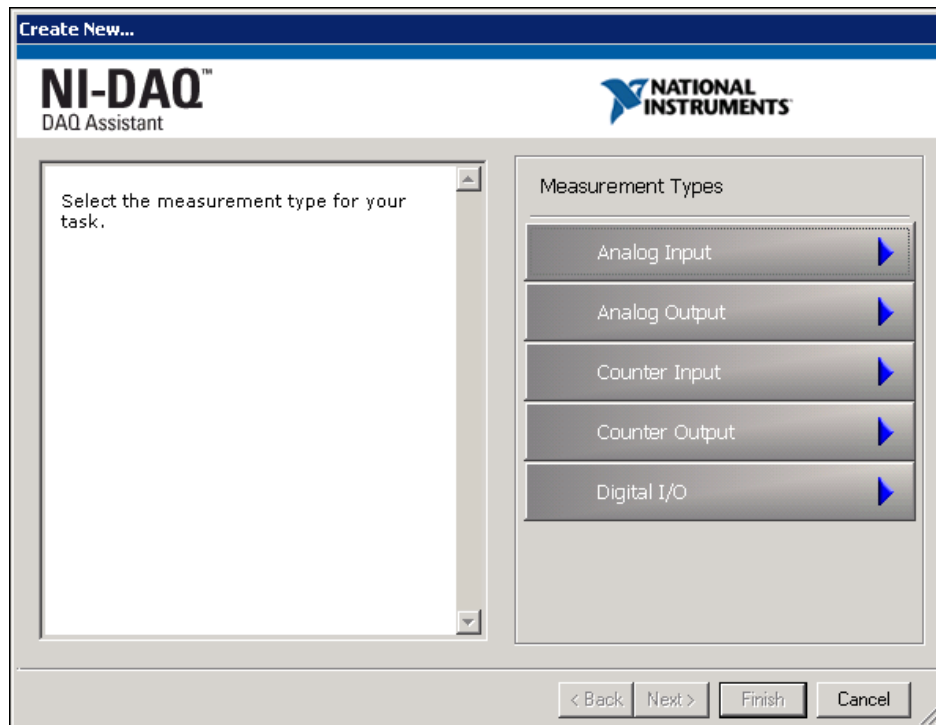 Create New...
NI-DAQ™
DAQ Assistant
NATIONAL
INSTRUMENTS
Select the measurement type for your
task.
Measurement Types
Analog Input
Analog Output
Counter Input
Counter Output
Digital I/O
< Back
Next >
Finish
Cancel